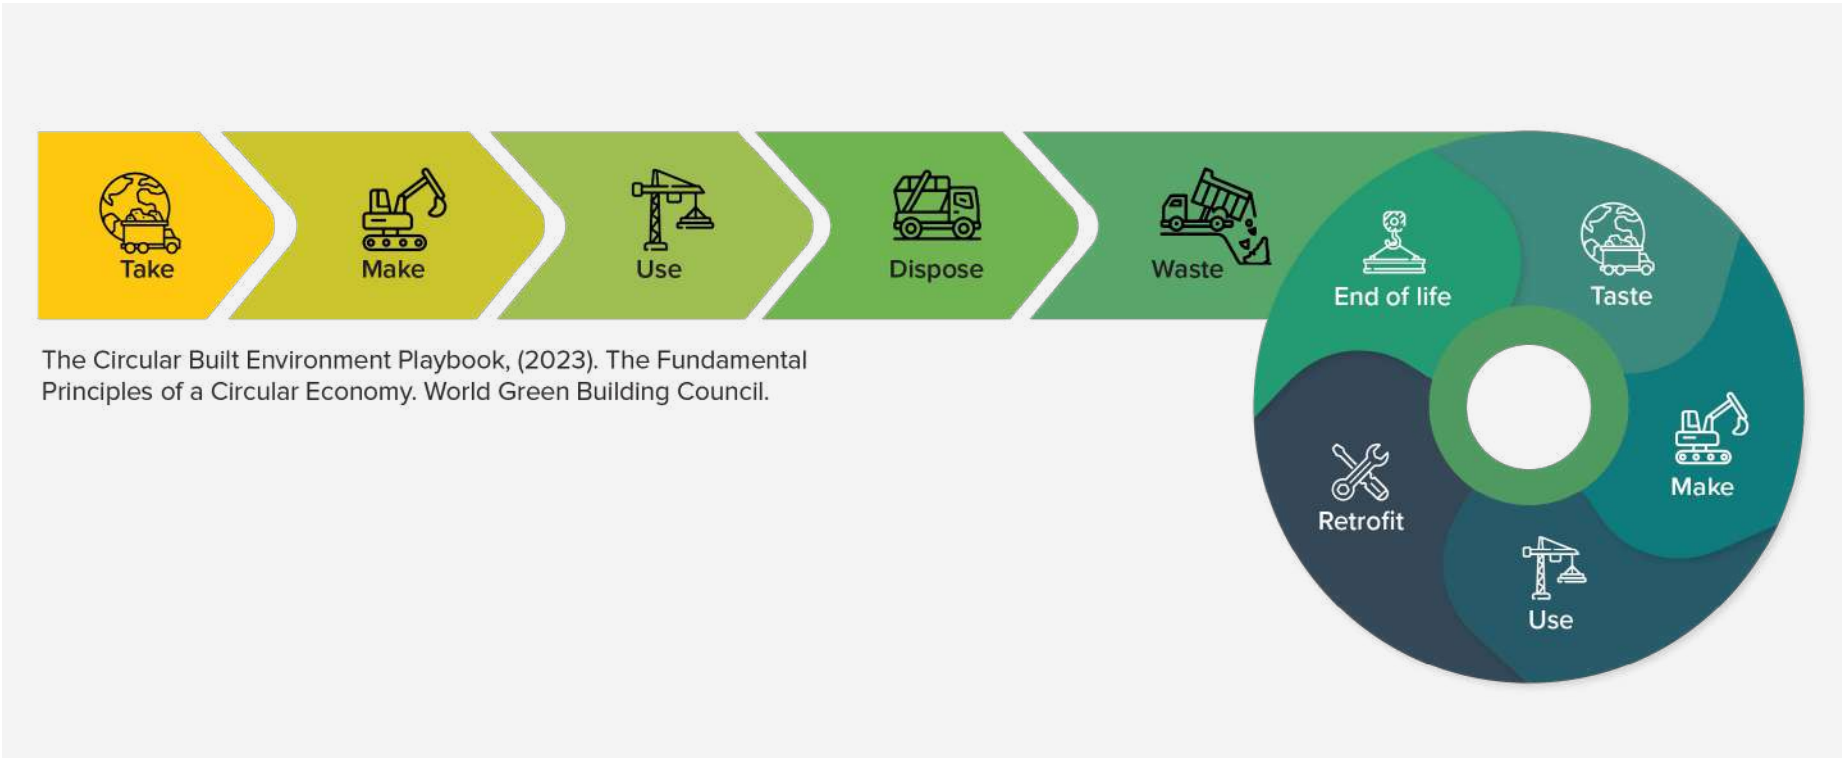 Take
Make
Use
Dispose
Waste
The Circular Built Environment Playbook, (2023). The Fundamental
Principles of a Circular Economy. World Green Building Council.
End of life
Taste
Make
Use
Retrofit